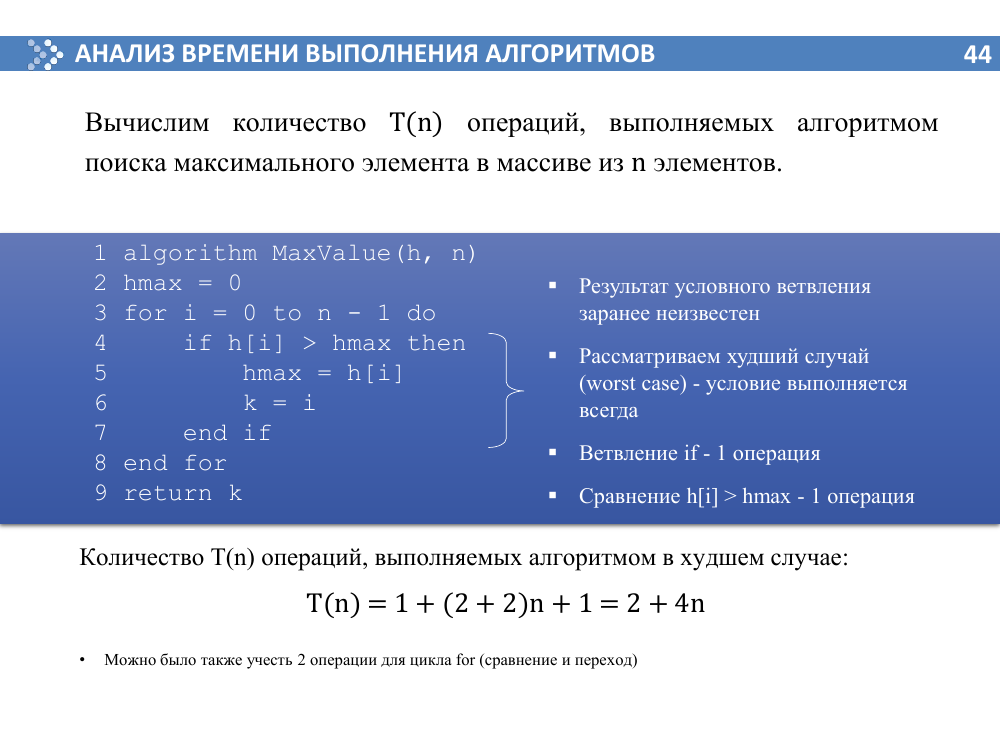 АНАЛИЗ ВРЕМЕНИ ВЫПОЛНЕНИЯ АЛГОРИТМОВ 44
Вычислим количество T(n) операций, выполняемых алгоритмом
поиска максимального элемента в массиве из n элементов.
1 algorithm MaxValue(h, n)
2 hmax = 0
3 for i = 0 to n - 1 do
4     if h[i] > hmax then
5         hmax = h[i]
6         k = i
7     end if
8 end for
9 return k
▪ Результат условного ветвления
заранее неизвестен
▪ Рассматриваем худший случай
(worst case) - условие выполняется
всегда
▪ Ветвление if - 1 операция
▪ Сравнение h[i] > hmax - 1 операция
Количество T(n) операций, выполняемых алгоритмом в худшем случае:
T(n) = 1 + (2 + 2)n + 1 = 2 + 4n
• Можно было также учесть 2 операции для цикла for (сравнение и переход)